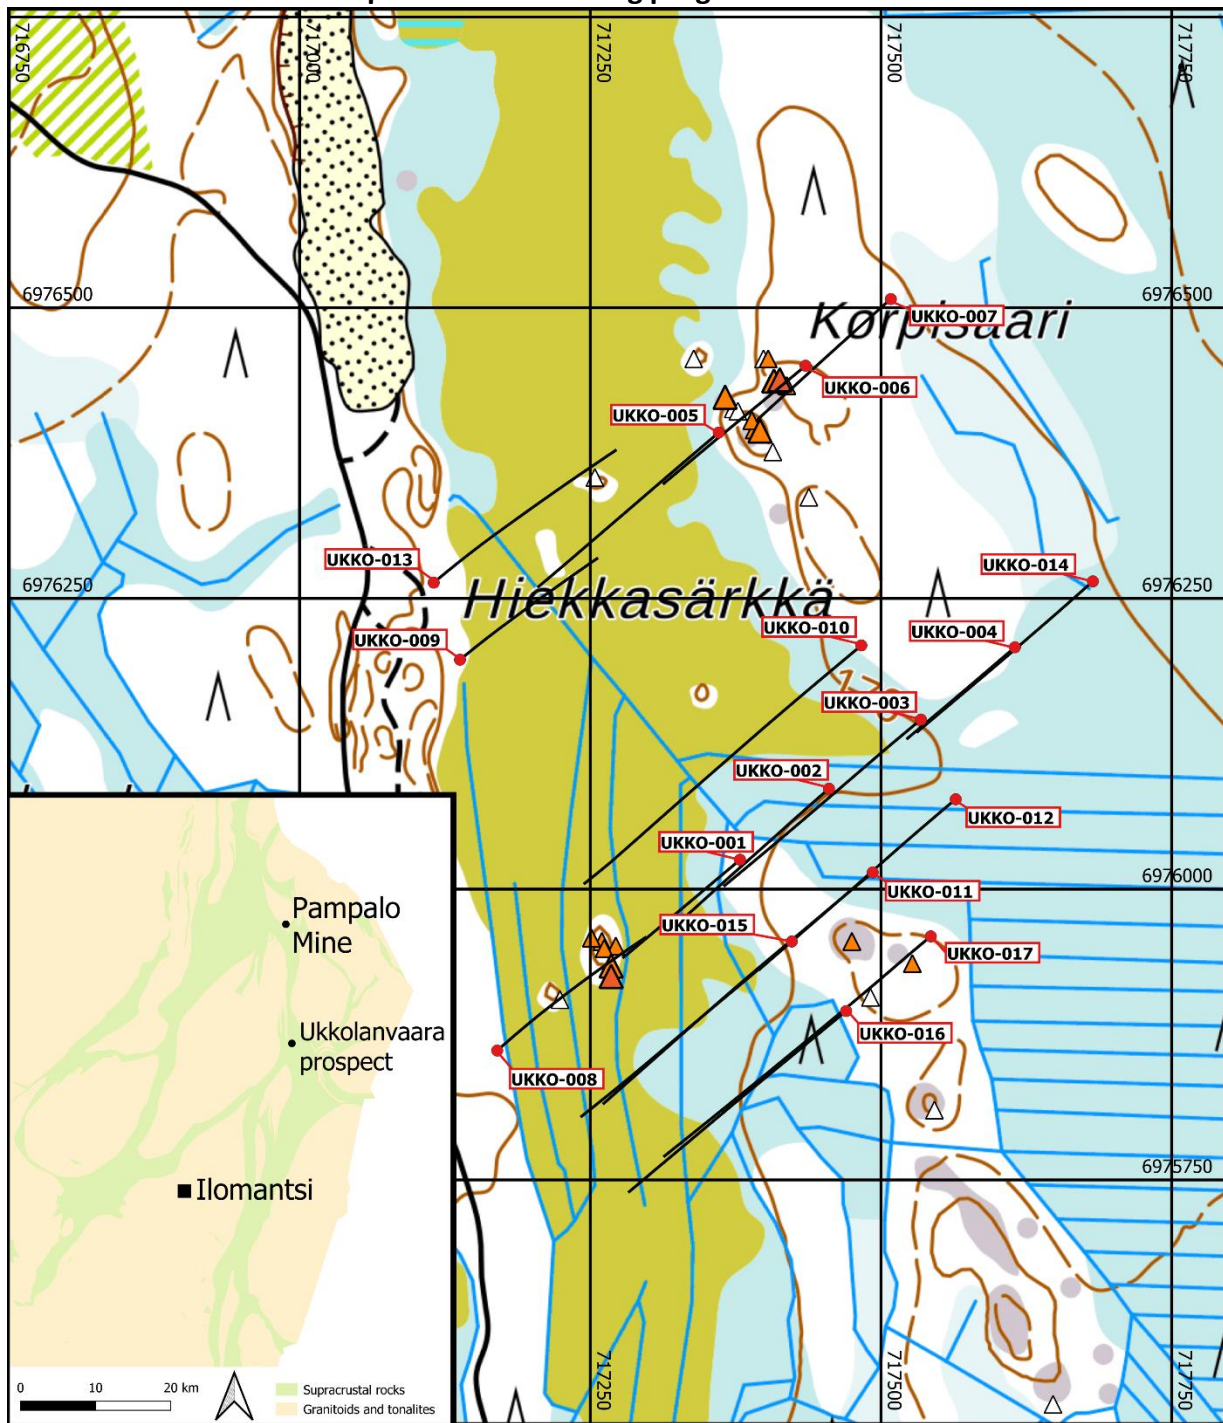 716750
717000
717250
717500
717750
6976500
6976500
Korpisaari
UKKO-007
UKKO-006
UKKO-005
UKKO-013
6976250
6976250
UKKO-014
Hiekkasärkkä
UKKO-010
UKKO-004
UKKO-009
UKKO-003
UKKO-002
UKKO-012
UKKO-001
6976000
UKKO-011
UKKO-015
UKKO-017
UKKO-016
UKKO-008
6975750
Pampalo
Mine
Ukkolanvaara
prospect
Ilomantsi
0 10 20 km
Supracrustal rocks
Granitoids and tonalites
717250
717500
717750